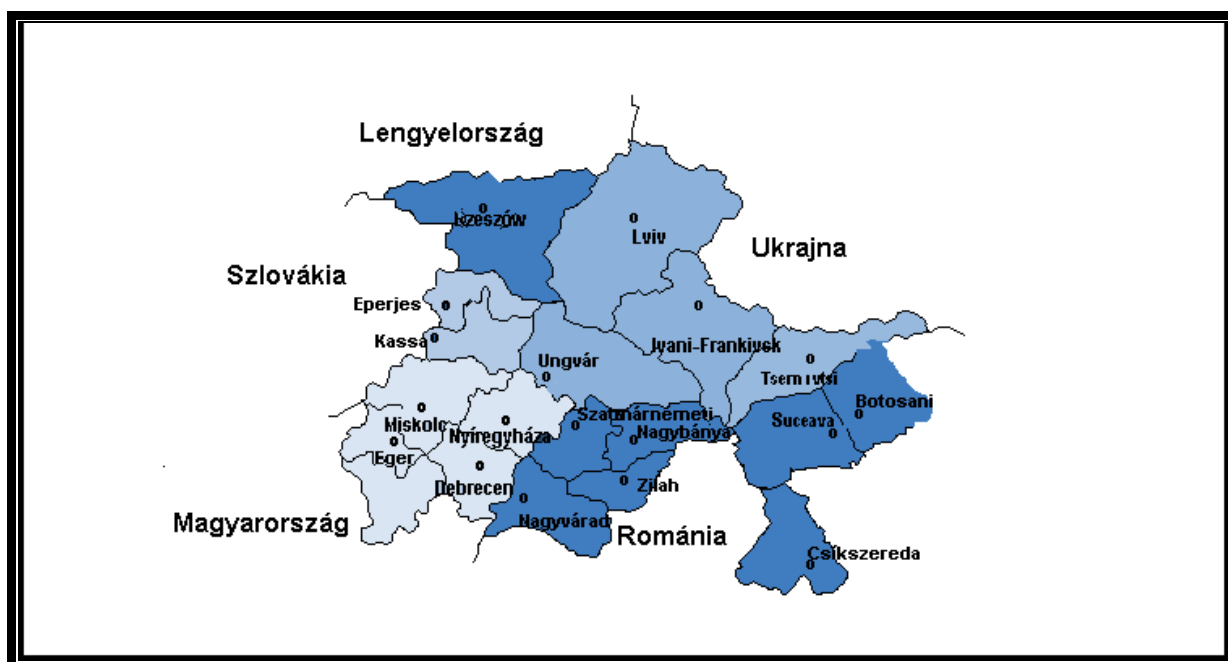 Lengyelország
Rzeszów
Lviv
Ukrajna
Szlovákia
Eperjes
Kassa
Ivani-Frankivsk
Ungvár
Tsernivtsi
Botosani
Szatmárnémeti
Miskolc
Nyíregyháza
Nagybánya
Suceava
Eger
Debrecen
Zilah
Magyarország
Nagyvárad
Románia
Csíkszereda